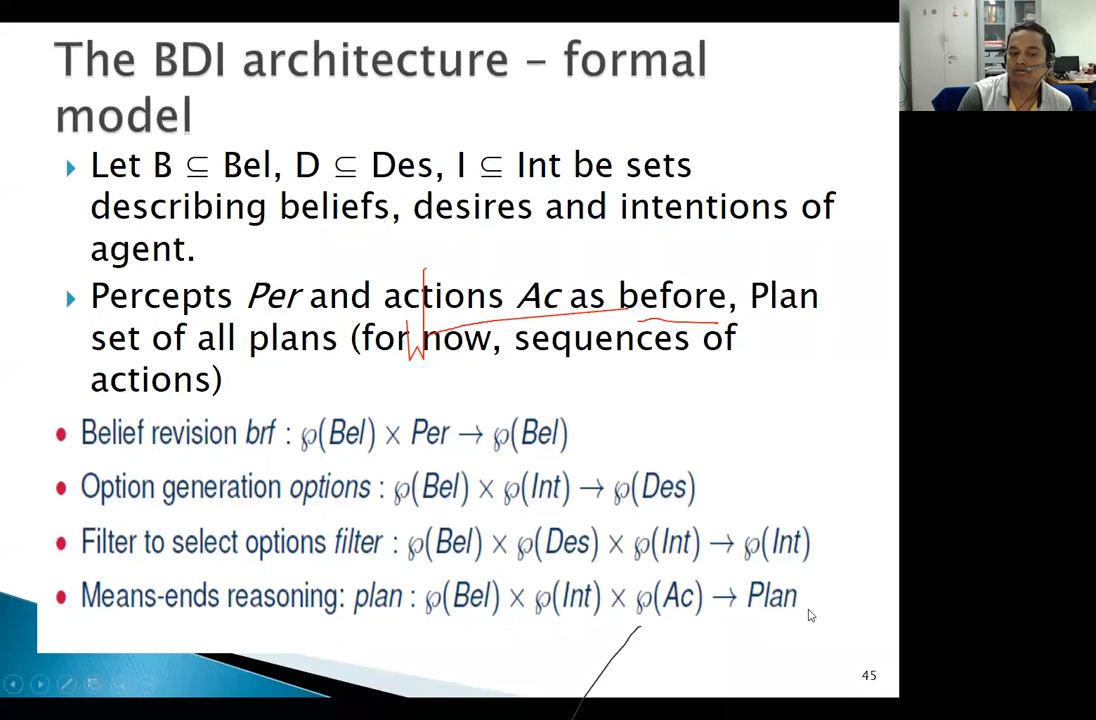 The BDI architecture – formal
model
Let B ⊆ Bel, D ⊆ Des, I ⊆ Int be sets
describing beliefs, desires and intentions of
agent.
Percepts Per and actions Ac as before, Plan
set of all plans (for now, sequences of
actions)
Belief revision brf : ℘(Bel) × Per → ℘(Bel)
Option generation options : ℘(Bel) × ℘(Int) → ℘(Des)
Filter to select options filter : ℘(Bel) × ℘(Des) × ℘(Int) → ℘(Int)
Means-ends reasoning: plan : ℘(Bel) × ℘(Int) × ℘(Ac) → Plan
45